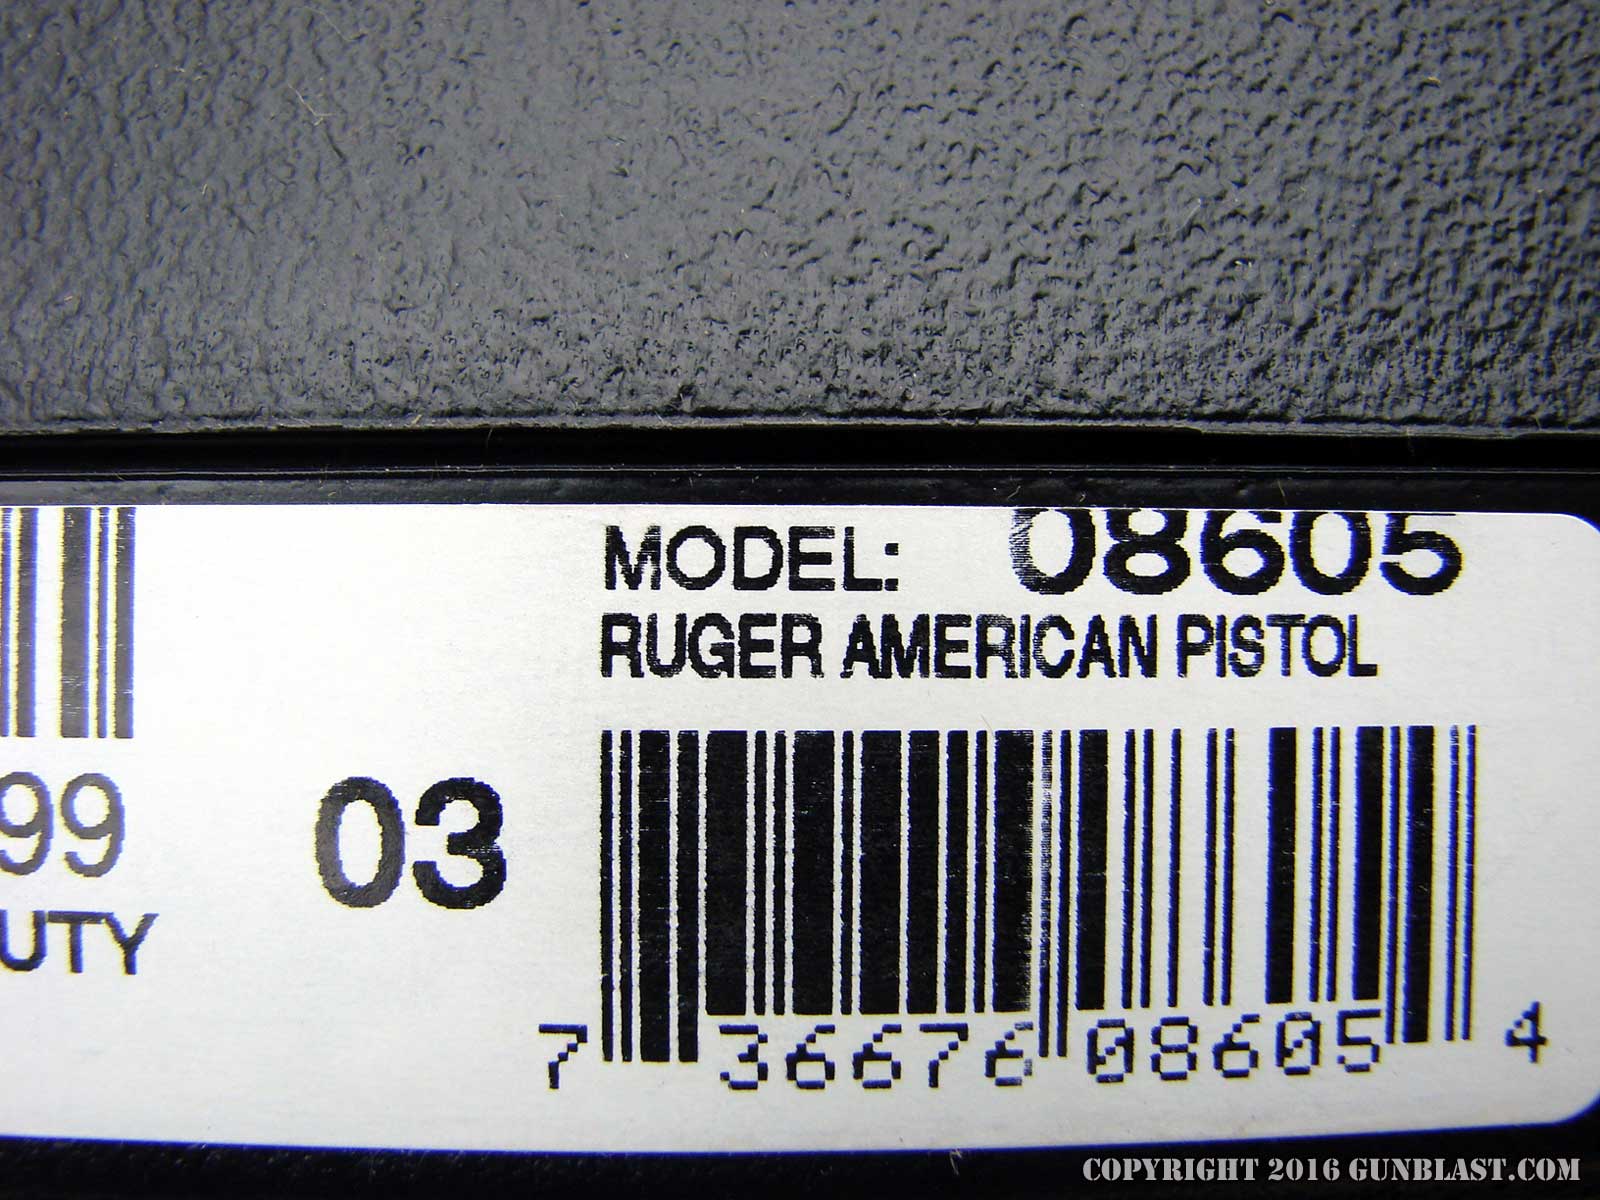 MODEL: 08605
RUGER AMERICAN PISTOL
99
03
UTY
7 36676 08605 4
COPYRIGHT 2016 GUNBLAST.COM